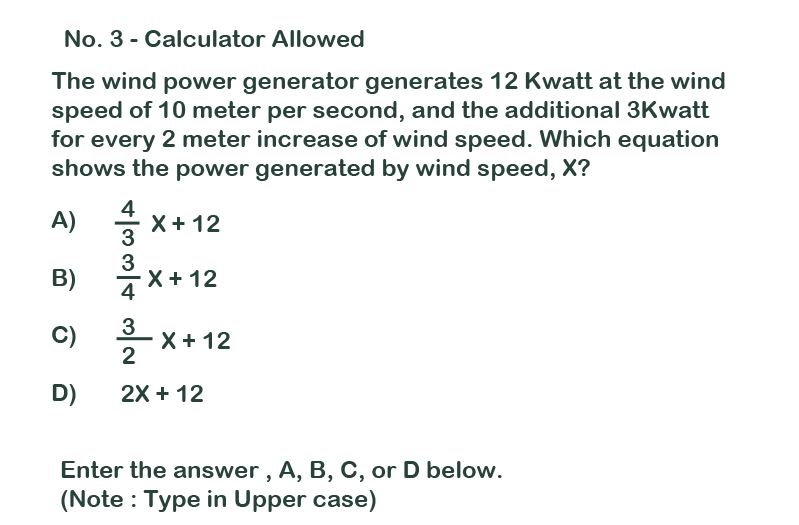 No. 3 - Calculator Allowed
The wind power generator generates 12 Kwatt at the wind
speed of 10 meter per second, and the additional 3Kwatt
for every 2 meter increase of wind speed. Which equation
shows the power generated by wind speed, X?
A) 4/3 X + 12
B) 3/4 X + 12
C) 3/2 X + 12
D) 2X + 12
Enter the answer , A, B, C, or D below.
(Note : Type in Upper case)